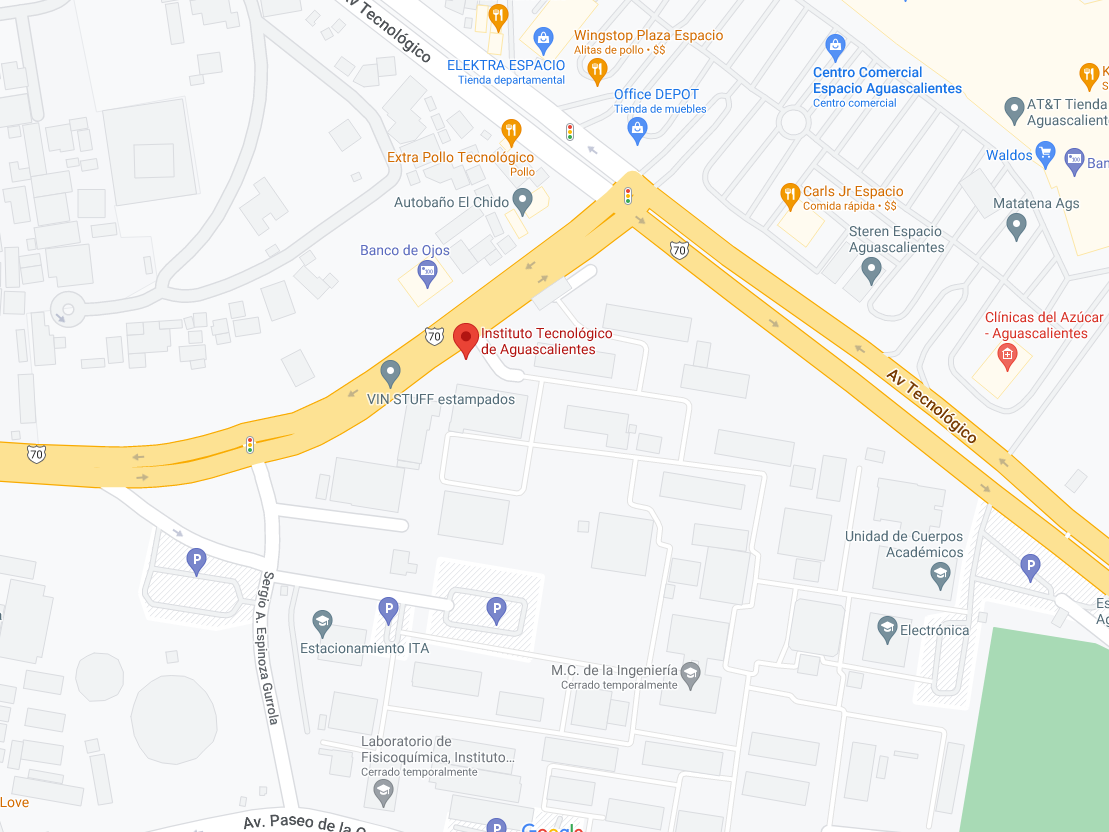 Av Tecnológico
ELEKTRA ESPACIO
Tienda departamental
Wingstop Plaza Espacio
Alitas de pollo • $$
Office DEPOT
Tienda de muebles
Centro Comercial
Espacio Aguascalientes
Centro comercial
AT&T Tienda
Waldos
Extra Pollo Tecnológico
Pollo
Autobaño El Chido
Carls Jr Espacio
Comida rápida • $$
Matatena Ags
Steren Espacio
Aguascalientes
Banco de Ojos
70
70
Instituto Tecnológico
de Aguascalientes
Clínicas del Azúcar
- Aguascalientes
VIN STUFF estampados
Av Tecnológico
70
Unidad de Cuerpos
Académicos
P
P
P
P
Sergio A. Espinoza Gurrola
Estacionamiento ITA
Electrónica
M.C. de la Ingeniería
Cerrado temporalmente
Laboratorio de
Fisicoquímica, Instituto...
Cerrado temporalmente
Love
Av. Paseo de la
P
Google